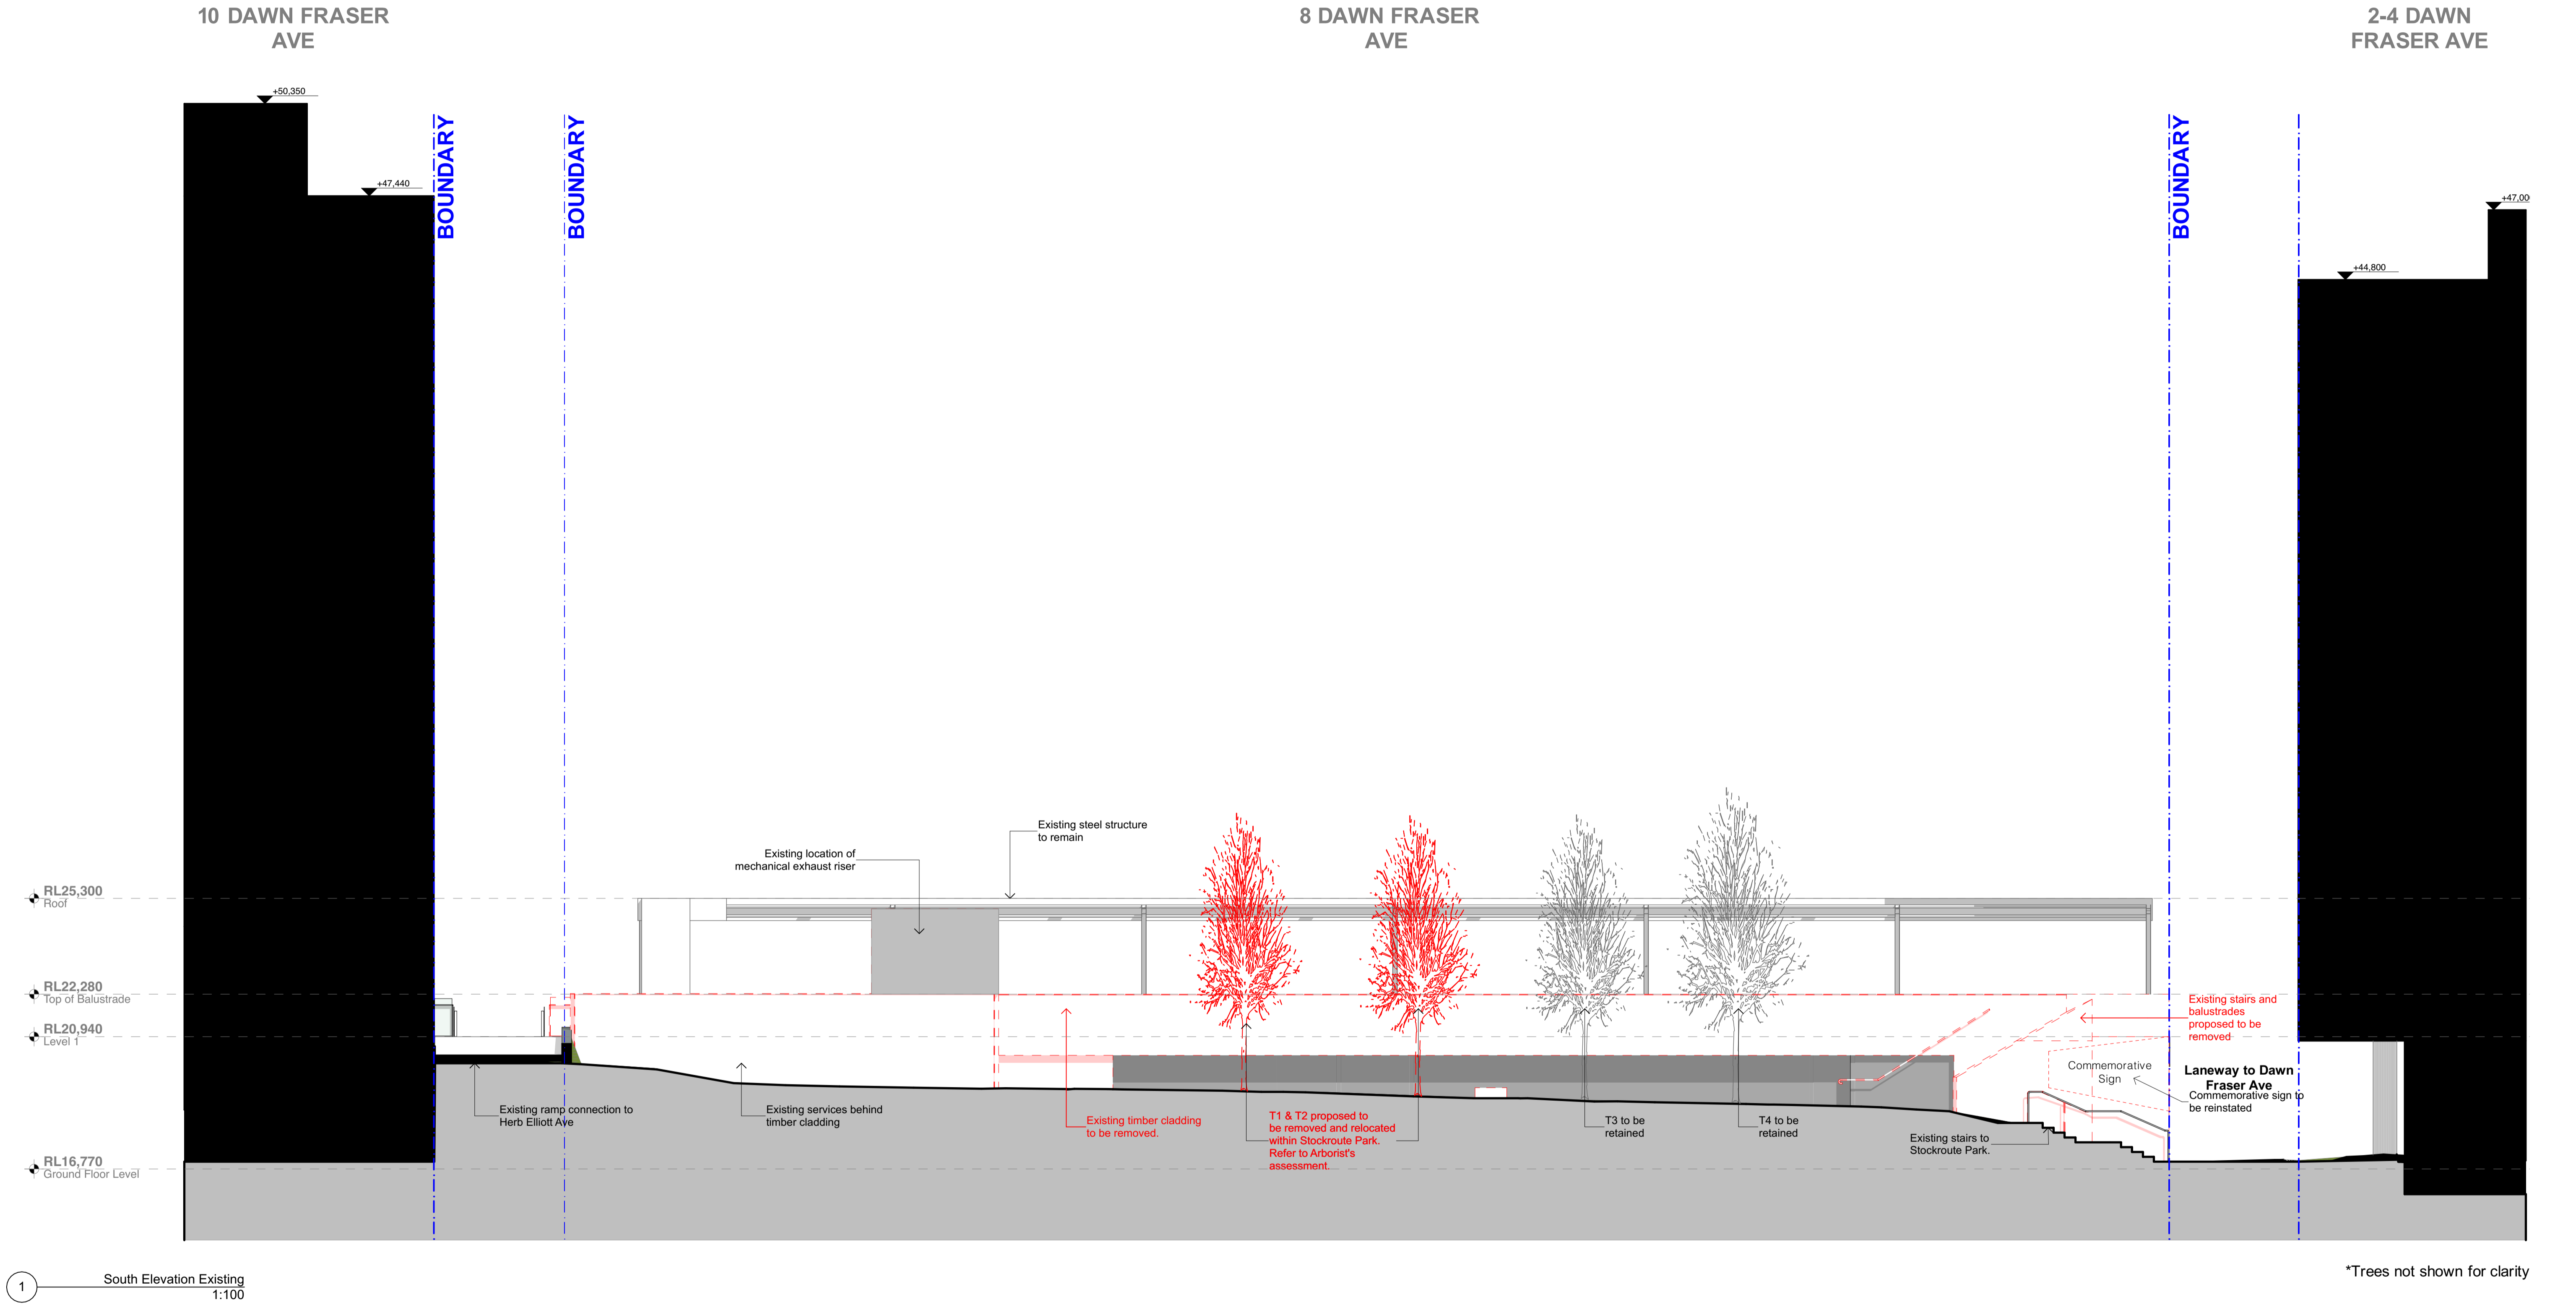 10 DAWN FRASER
AVE
8 DAWN FRASER
AVE
2-4 DAWN
FRASER AVE
+50,350
+47,440
+47,00
+44,800
BOUNDARY
BOUNDARY
BOUNDARY
Existing steel structure
to remain
Existing location of
mechanical exhaust riser
RL25,300
Roof
RL22,280
Top of Balustrade
RL20,940
Level 1
RL16,770
Ground Floor Level
Existing stairs and
balustrades
proposed to be
removed
Commemorative
Sign
Laneway to Dawn
Fraser Ave
Commemorative sign to
be reinstated
Existing ramp connection to
Herb Elliott Ave
Existing services behind
timber cladding
Existing timber cladding
to be removed.
T1 & T2 proposed to
be removed and relocated
within Stockroute Park.
Refer to Arborist's
assessment.
T3 to be
retained
T4 to be
retained
Existing stairs to
Stockroute Park.
1
South Elevation Existing
1:100
*Trees not shown for clarity